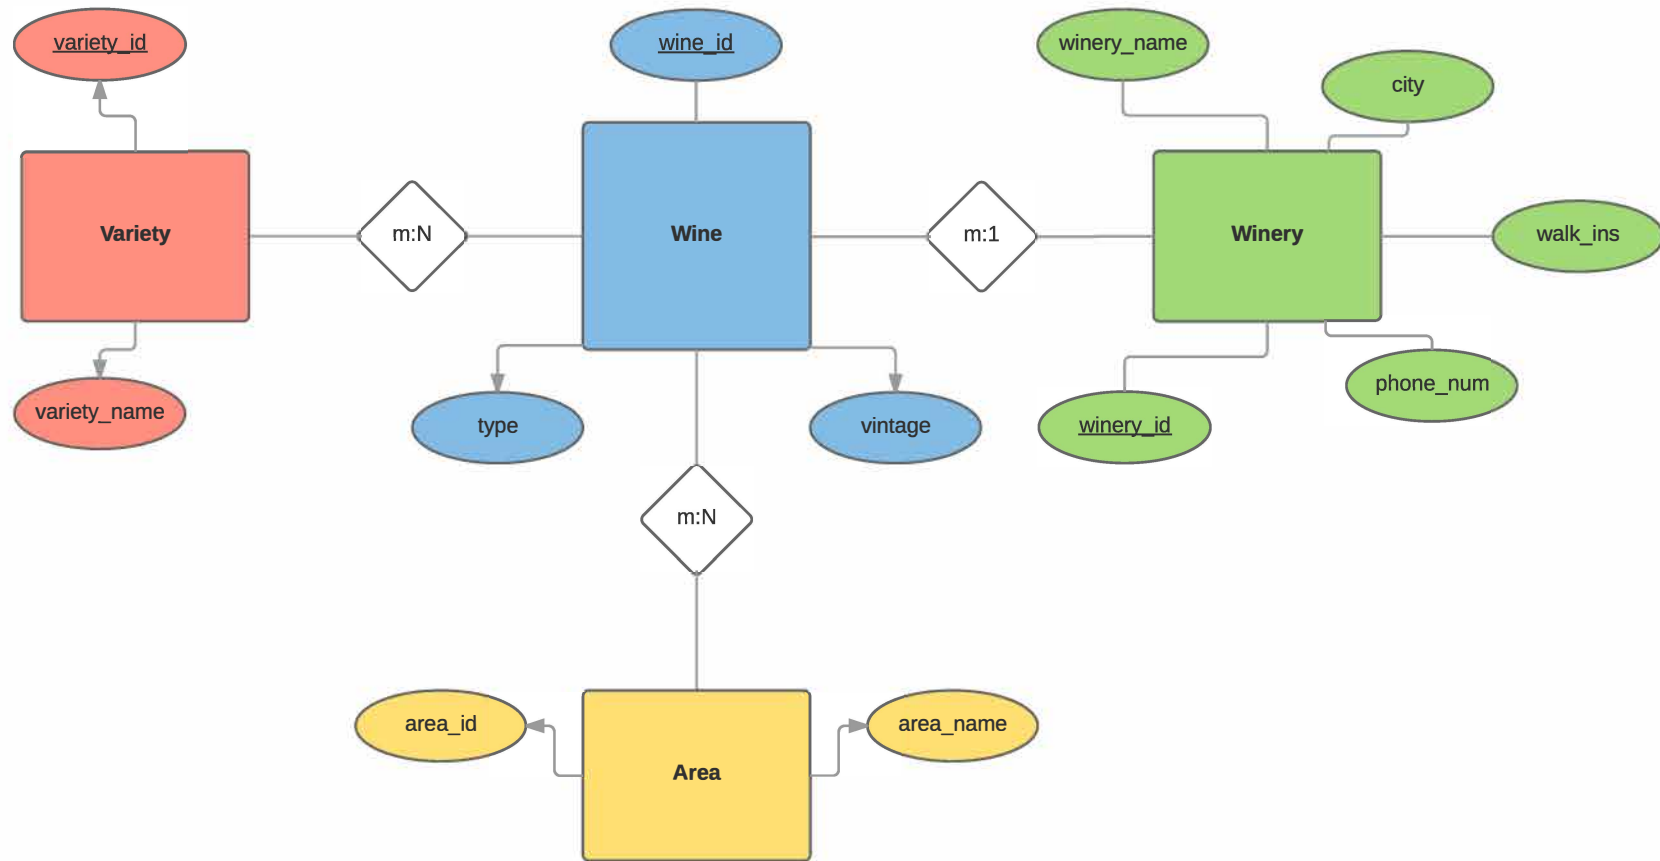 variety_id
wine_id
winery_name
city
Variety
m:N
Wine
m:1
Winery
walk_ins
variety_name
type
vintage
winery_id
phone_num
m:N
area_id
area_name
Area